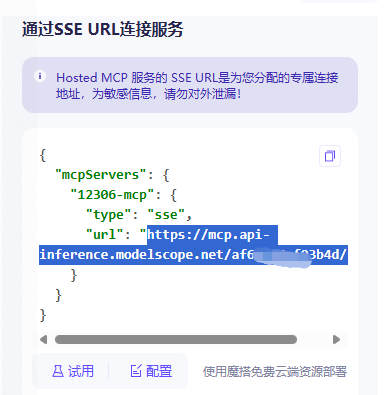 通过SSE URL连接服务
Hosted MCP 服务的 SSE URL是为您分配的专属连接
地址，为敏感信息，请勿对外泄漏！
{
"mcpServers": {
"12306-mcp": {
"type": "sse",
"url": "https://mcp.api-
inference.modelscope.net/af6 f03b4d/
}
}
}
试用
配置
使用魔搭免费云端资源部署